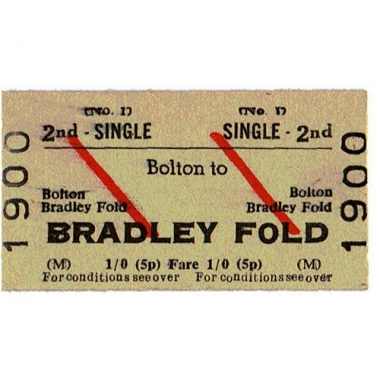 (No. 1) (No. 1)
2nd - SINGLE SINGLE - 2nd
Bolton to
Bolton Bolton
Bradley Fold Bradley Fold
BRADLEY FOLD
(M) 1/0 (5p) Fare 1/0 (5p) (M)
For conditions see over For conditions see over
1900
1900